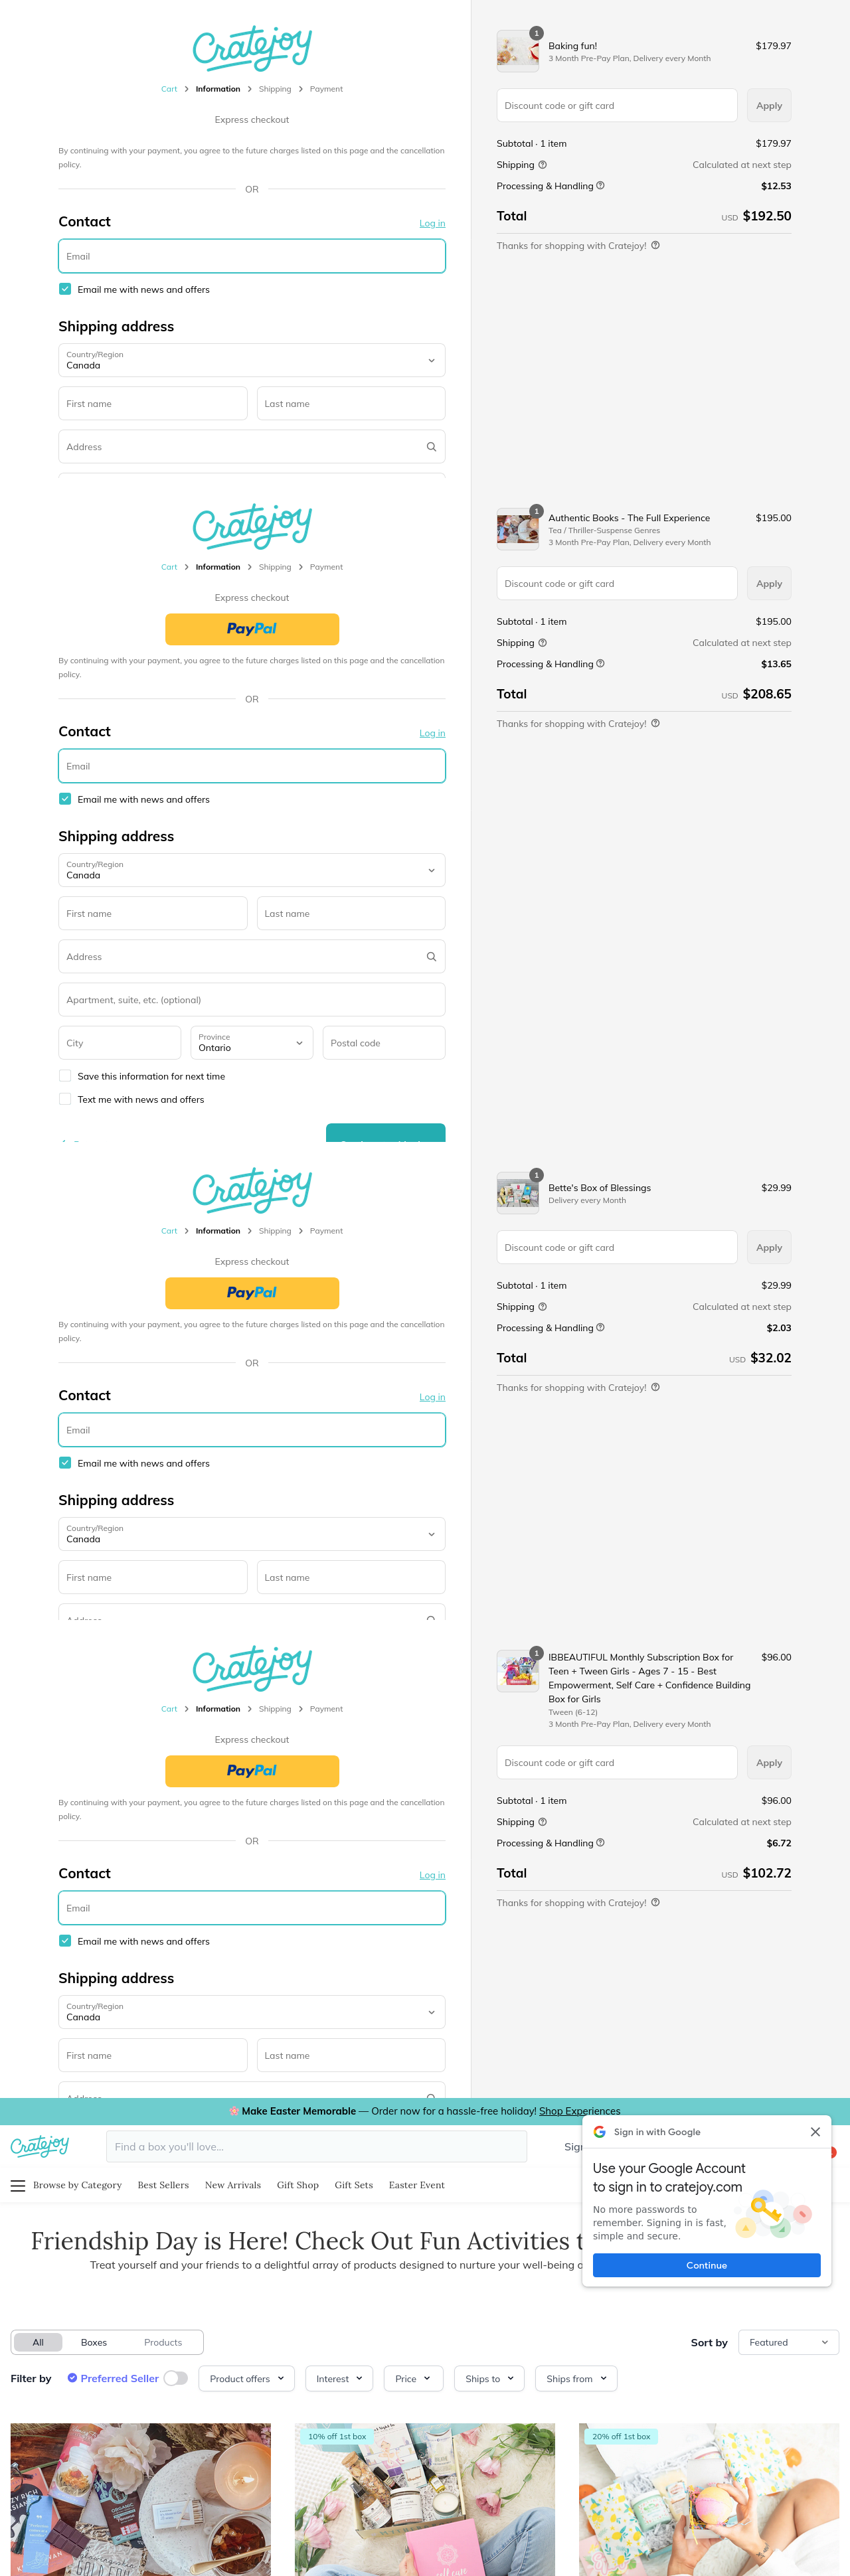 Cratejoy
Cart > Information > Shipping > Payment
Express checkout
By continuing with your payment, you agree to the future charges listed on this page and the cancellation
policy.
OR
Contact Log in
Email
Email me with news and offers
Shipping address
Country/Region
Canada
First name Last name
Address
1
Baking fun! $179.97
3 Month Pre-Pay Plan, Delivery every Month
Discount code or gift card Apply
Subtotal · 1 item $179.97
Shipping Calculated at next step
Processing & Handling $12.53
Total USD $192.50
Thanks for shopping with Cratejoy!
Cratejoy
Cart > Information > Shipping > Payment
Express checkout
PayPal
By continuing with your payment, you agree to the future charges listed on this page and the cancellation
policy.
OR
Contact Log in
Email
Email me with news and offers
Shipping address
Country/Region
Canada
First name Last name
Address
Apartment, suite, etc. (optional)
City Province Postal code
Ontario
Save this information for next time
Text me with news and offers
1
Authentic Books - The Full Experience $195.00
Tea / Thriller-Suspense Genres
3 Month Pre-Pay Plan, Delivery every Month
Discount code or gift card Apply
Subtotal · 1 item $195.00
Shipping Calculated at next step
Processing & Handling $13.65
Total USD $208.65
Thanks for shopping with Cratejoy!
Cratejoy
Cart > Information > Shipping > Payment
Express checkout
PayPal
By continuing with your payment, you agree to the future charges listed on this page and the cancellation
policy.
OR
Contact Log in
Email
Email me with news and offers
Shipping address
Country/Region
Canada
First name Last name
1
Bette's Box of Blessings $29.99
Delivery every Month
Discount code or gift card Apply
Subtotal · 1 item $29.99
Shipping Calculated at next step
Processing & Handling $2.03
Total USD $32.02
Thanks for shopping with Cratejoy!
Cratejoy
Cart > Information > Shipping > Payment
Express checkout
PayPal
By continuing with your payment, you agree to the future charges listed on this page and the cancellation
policy.
OR
Contact Log in
Email
Email me with news and offers
Shipping address
Country/Region
Canada
First name Last name
1
IBBEAUTIFUL Monthly Subscription Box for $96.00
Teen + Tween Girls - Ages 7 - 15 - Best
Empowerment, Self Care + Confidence Building
Box for Girls
Tween (6-12)
3 Month Pre-Pay Plan, Delivery every Month
Discount code or gift card Apply
Subtotal · 1 item $96.00
Shipping Calculated at next step
Processing & Handling $6.72
Total USD $102.72
Thanks for shopping with Cratejoy!
Make Easter Memorable — Order now for a hassle-free holiday! Shop Experiences
Cratejoy
Find a box you'll love...
Sign in with Google
Use your Google Account
to sign in to cratejoy.com
No more passwords to
remember. Signing in is fast,
simple and secure.
Continue
Browse by Category Best Sellers New Arrivals Gift Shop Gift Sets Easter Event
Friendship Day is Here! Check Out Fun Activities
Treat yourself and your friends to a delightful array of products designed to nurture your well-being
All Boxes Products
Sort by Featured
Filter by Preferred Seller Product offers Interest Price Ships to Ships from
10% off 1st box
20% off 1st box